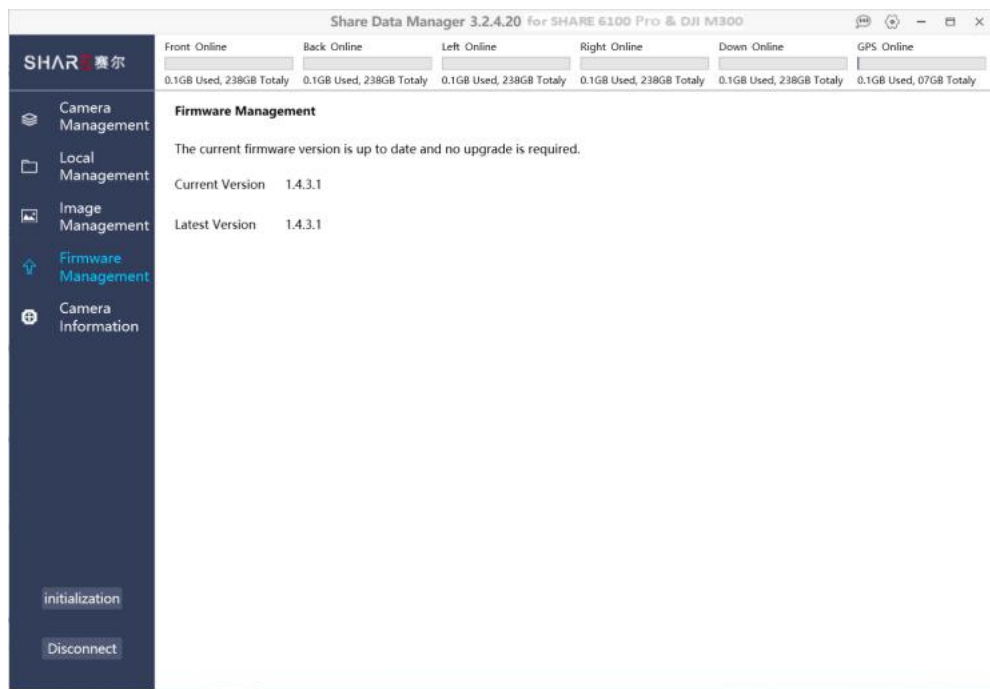 Share Data Manager 3.2.4.20 for SHARE 6100 Pro & DJI M300
SHARE赛尔
Front Online
0.1GB Used, 238GB Totaly
Back Online
0.1GB Used, 238GB Totaly
Left Online
0.1GB Used, 238GB Totaly
Right Online
0.1GB Used, 238GB Totaly
Down Online
0.1GB Used, 238GB Totaly
GPS Online
0.1GB Used, 07GB Totaly
Camera
Management
Local
Management
Image
Management
Firmware
Management
Camera
Information
initialization
Disconnect
Firmware Management
The current firmware version is up to date and no upgrade is required.
Current Version 1.4.3.1
Latest Version 1.4.3.1